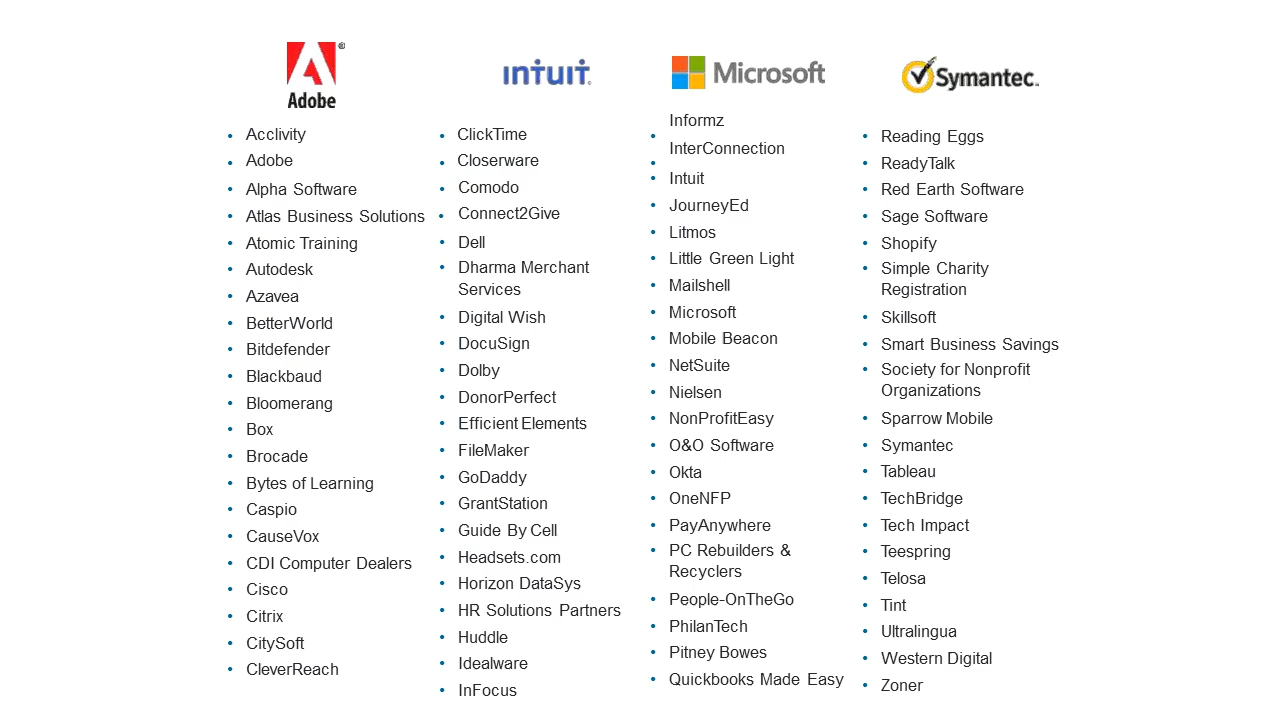 Adobe
intuit
Microsoft
Symantec
Acclivity
Adobe
Alpha Software
Atlas Business Solutions
Atomic Training
Autodesk
Azavea
BetterWorld
Bitdefender
Blackbaud
Bloomerang
Box
Brocade
Bytes of Learning
Caspio
CauseVox
CDI Computer Dealers
Cisco
Citrix
CitySoft
CleverReach
ClickTime
Closerware
Comodo
Connect2Give
Dell
Dharma Merchant
Services
Digital Wish
DocuSign
Dolby
DonorPerfect
Efficient Elements
FileMaker
GoDaddy
GrantStation
Guide By Cell
Headsets.com
Horizon DataSys
HR Solutions Partners
Huddle
Idealware
InFocus
Informz
InterConnection
Intuit
JourneyEd
Litmos
Little Green Light
Mailshell
Microsoft
Mobile Beacon
NetSuite
Nielsen
NonProfitEasy
O&O Software
Okta
OneNFP
PayAnywhere
PC Rebuilders &
Recyclers
People-OnTheGo
PhilanTech
Pitney Bowes
Quickbooks Made Easy
Reading Eggs
ReadyTalk
Red Earth Software
Sage Software
Shopify
Simple Charity
Registration
Skillsoft
Smart Business Savings
Society for Nonprofit
Organizations
Sparrow Mobile
Symantec
Tableau
TechBridge
Tech Impact
Teespring
Telosa
Tint
Ultralingua
Western Digital
Zoner